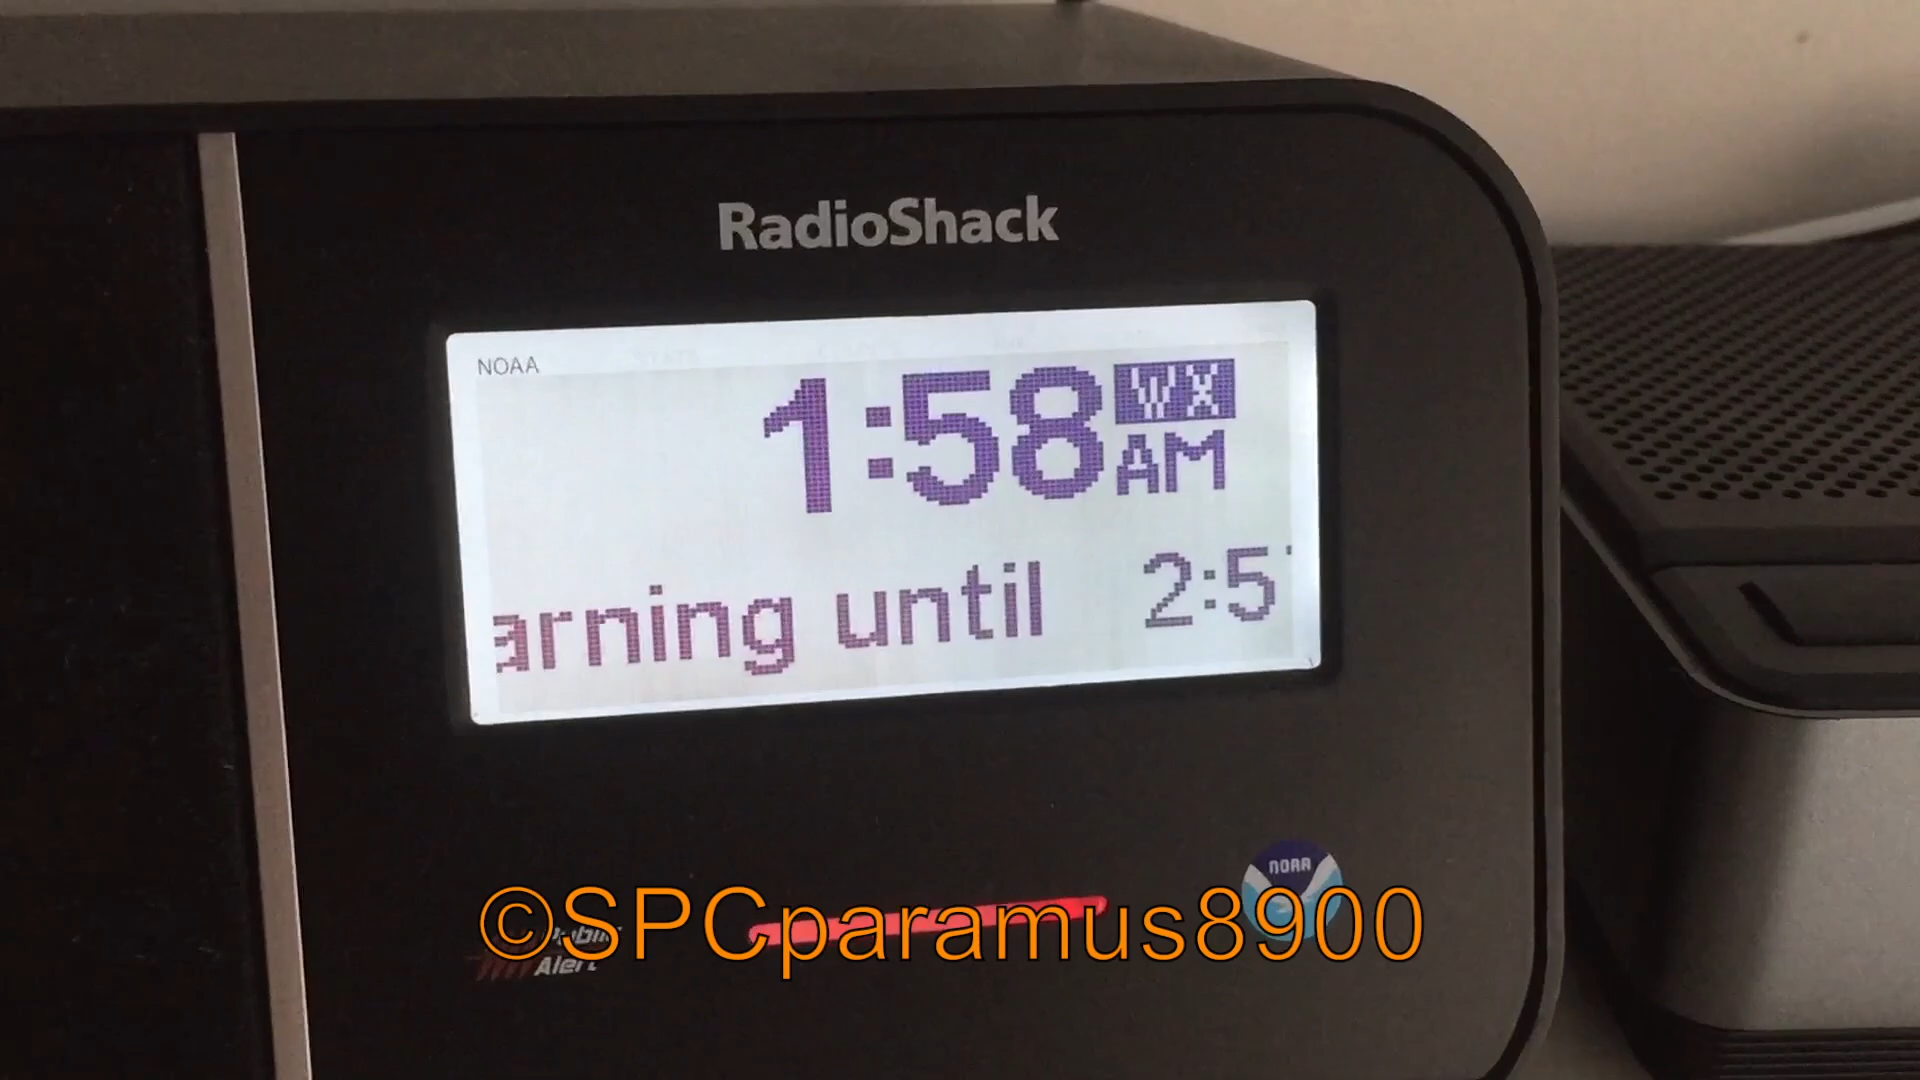 RadioShack
NOAA
1:58 WX
AM
arning until 2:5
NOAA
©SPCparamus8900
Alert